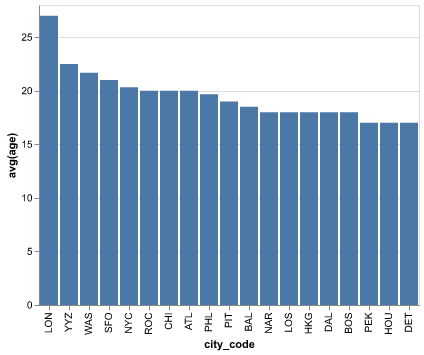 avg(age)
25
20
15
10
5
0
LON
YYZ
WAS
SFO
NYC
ROC
CHI
ATL
PHL
PIT
BAL
NAR
LOS
HKG
DAL
BOS
PEK
HOU
DET
city_code